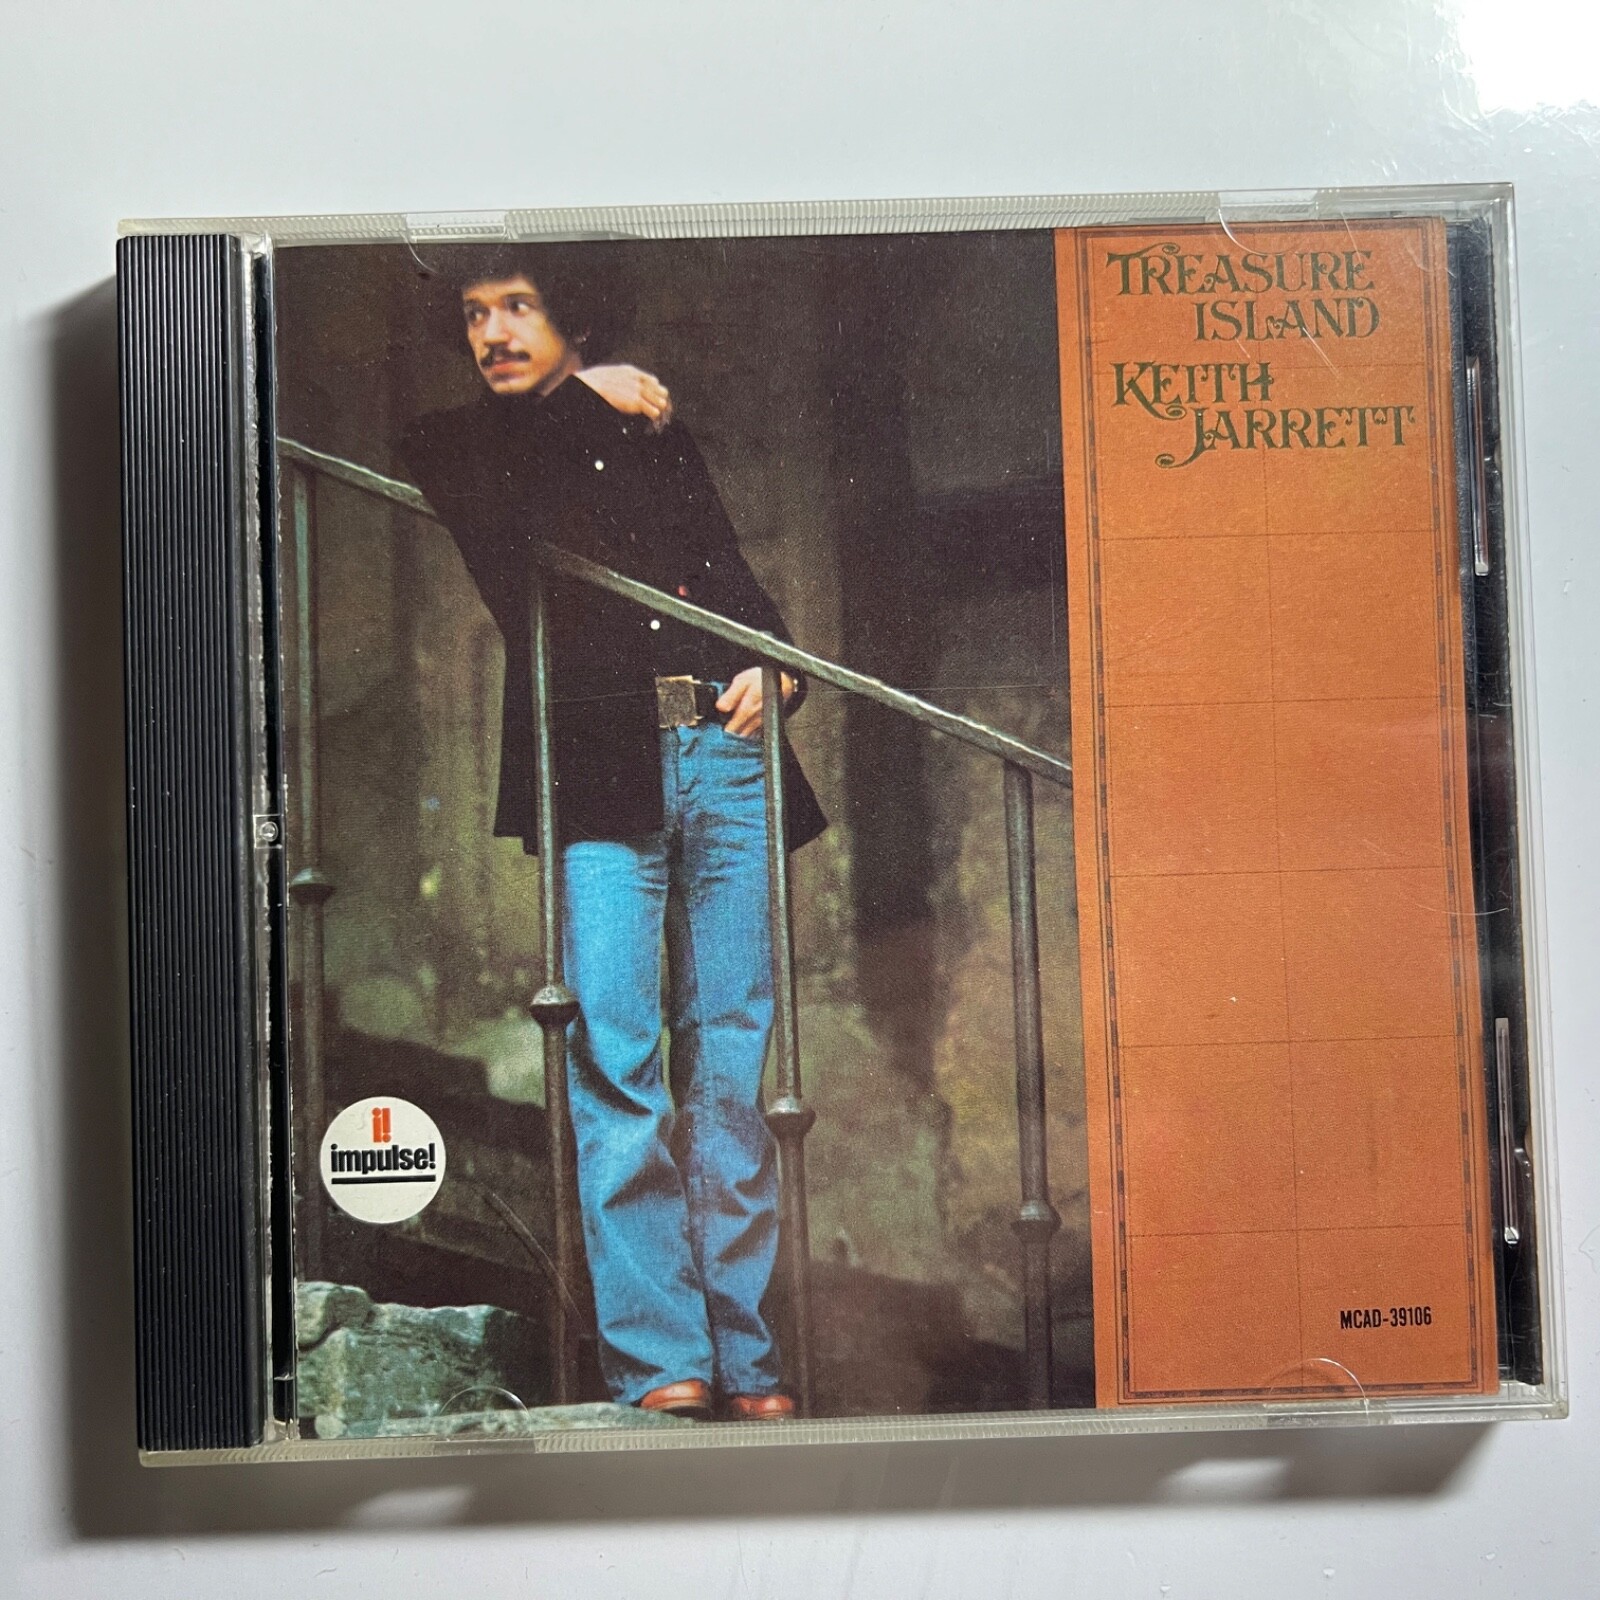 TREASURE
ISLAND
KEITH
JARRETT
i!
impulse!
MCAD-39106